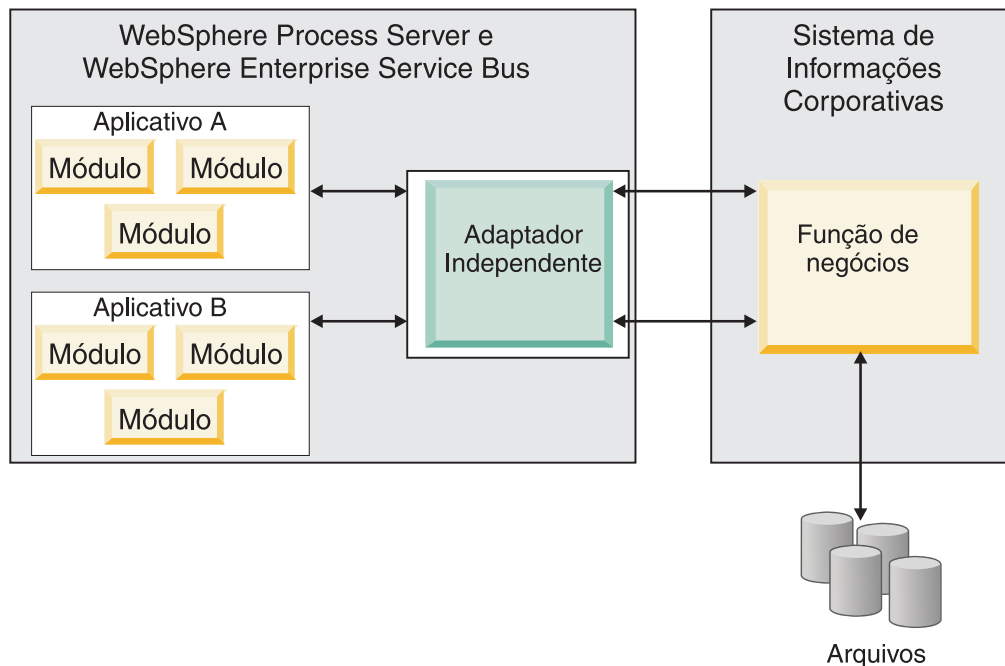 WebSphere Process Server e
WebSphere Enterprise Service Bus
Aplicativo A
Módulo
Módulo
Módulo
Aplicativo B
Módulo
Módulo
Módulo
Adaptador
Independente
Sistema de
Informações
Corporativas
Função de
negócios
Arquivos